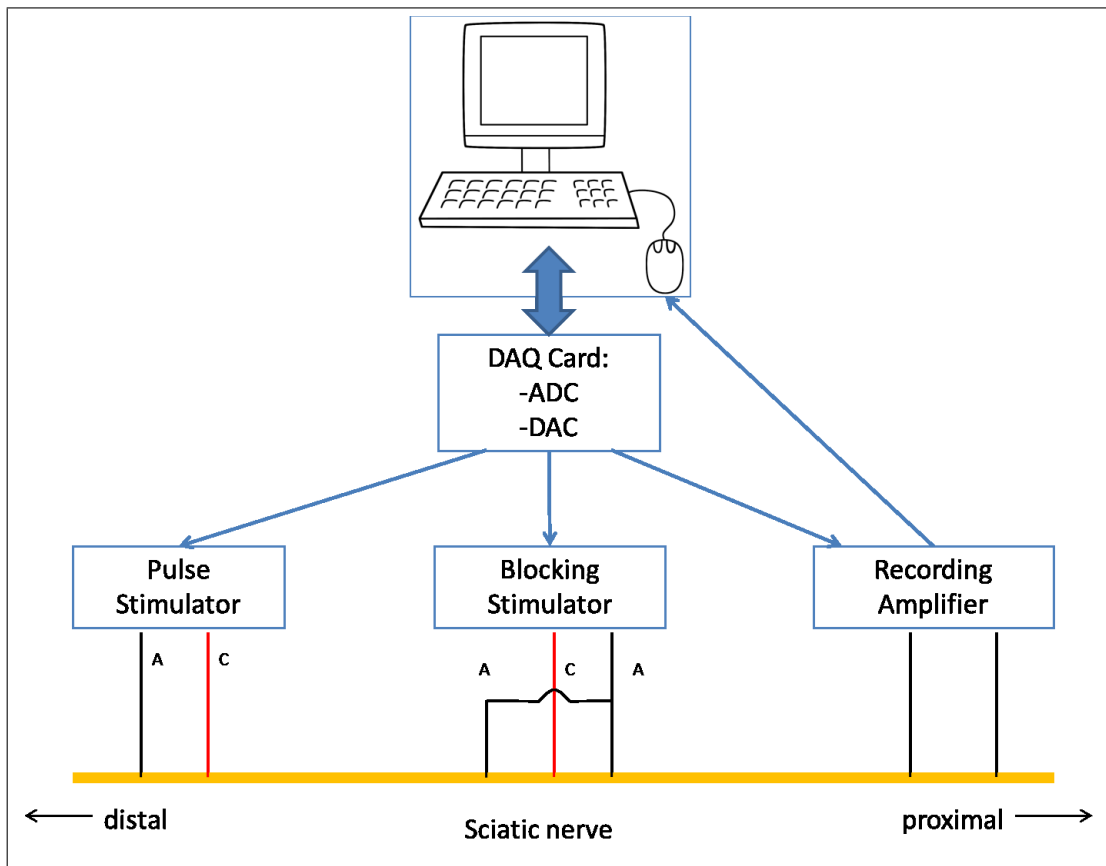 DAQ Card:
-ADC
-DAC
Pulse
Stimulator
Blocking
Stimulator
Recording
Amplifier
A
C
A
C
A
distal
Sciatic nerve
proximal